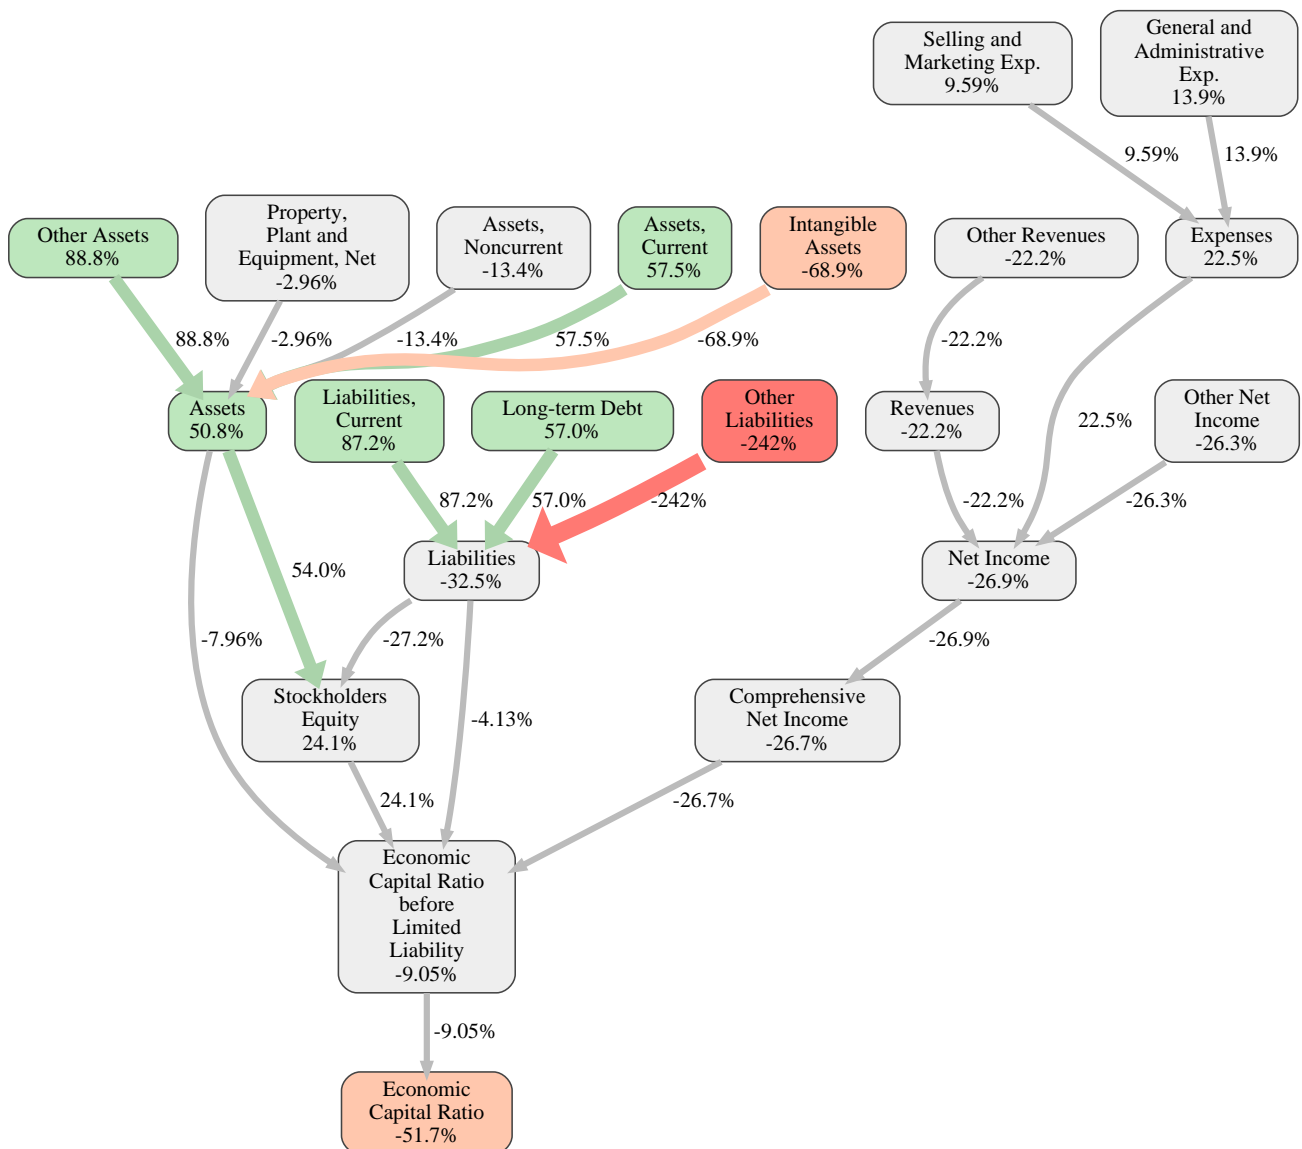 Selling and
Marketing Exp.
9.59%
General and
Administrative
Exp.
13.9%
9.59%
13.9%
Other Assets
88.8%
Property,
Plant and
Equipment, Net
-2.96%
Assets,
Noncurrent
-13.4%
Assets,
Current
57.5%
Intangible
Assets
-68.9%
Other Revenues
-22.2%
Expenses
22.5%
88.8%
-2.96%
-13.4%
57.5%
-68.9%
-22.2%
Assets
50.8%
Liabilities,
Current
87.2%
Long-term Debt
57.0%
Other
Liabilities
-242%
Revenues
-22.2%
22.5%
Other Net
Income
-26.3%
87.2%
57.0%
-242%
-22.2%
-26.3%
54.0%
Liabilities
-32.5%
Net Income
-26.9%
-7.96%
-27.2%
-26.9%
Stockholders
Equity
24.1%
-4.13%
Comprehensive
Net Income
-26.7%
24.1%
-26.7%
Economic
Capital Ratio
before
Limited
Liability
-9.05%
-9.05%
Economic
Capital Ratio
-51.7%